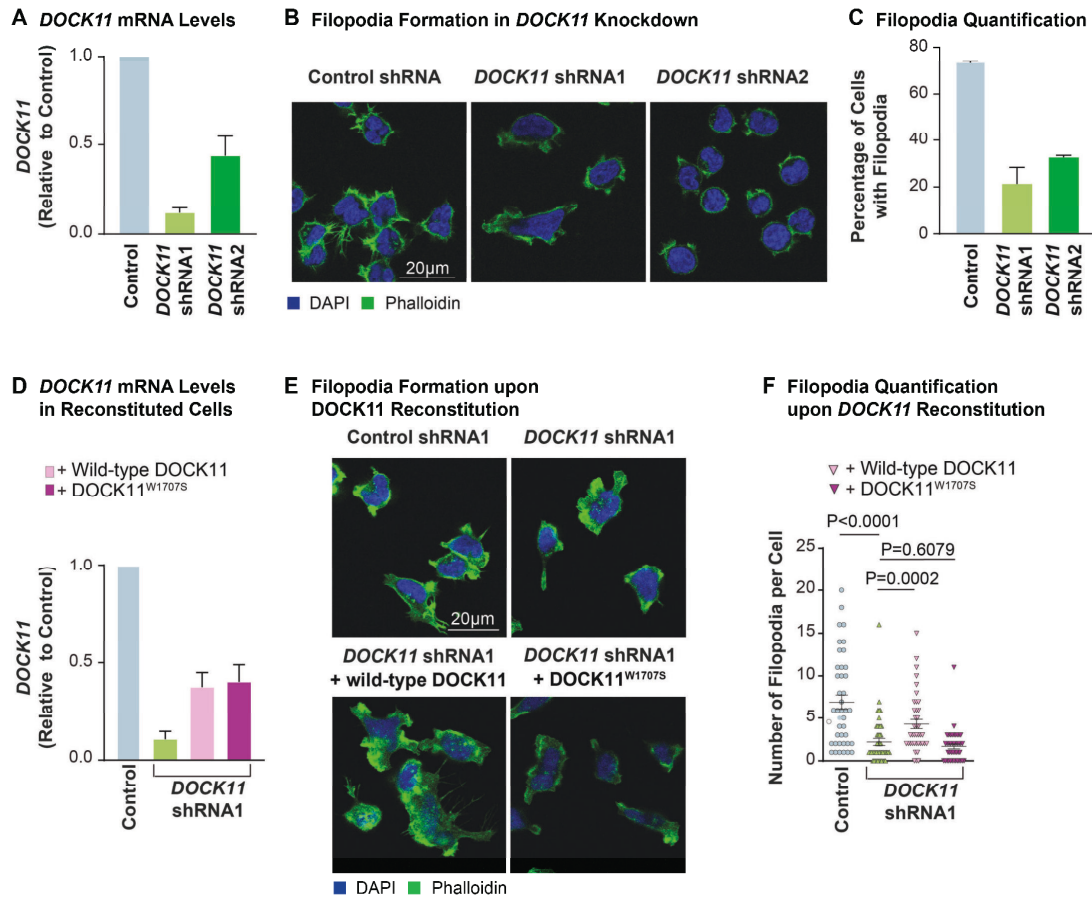 A DOCK11 mRNA Levels
DOCK11
(Relative to Control)
1.0
0.5
0.0
Control
DOCK11
shRNA1
DOCK11
shRNA2
B Filopodia Formation in DOCK11 Knockdown
Control shRNA
DOCK11 shRNA1
DOCK11 shRNA2
20µm
DAPI
Phalloidin
C Filopodia Quantification
Percentage of Cells
with Filopodia
80
60
40
20
0
Control
DOCK11
shRNA1
DOCK11
shRNA2
D DOCK11 mRNA Levels
in Reconstituted Cells
+ Wild-type DOCK11
+ DOCK11W1707S
DOCK11
(Relative to Control)
1.0
0.5
0.0
Control
DOCK11
shRNA1
E Filopodia Formation upon
DOCK11 Reconstitution
Control shRNA1
DOCK11 shRNA1
20µm
DOCK11 shRNA1
+ wild-type DOCK11
DOCK11 shRNA1
+ DOCK11W1707S
DAPI
Phalloidin
F Filopodia Quantification
upon DOCK11 Reconstitution
+ Wild-type DOCK11
+ DOCK11W1707S
P<0.0001
P=0.6079
P=0.0002
Number of Filopodia per Cell
25
20
15
10
5
0
Control
DOCK11
shRNA1